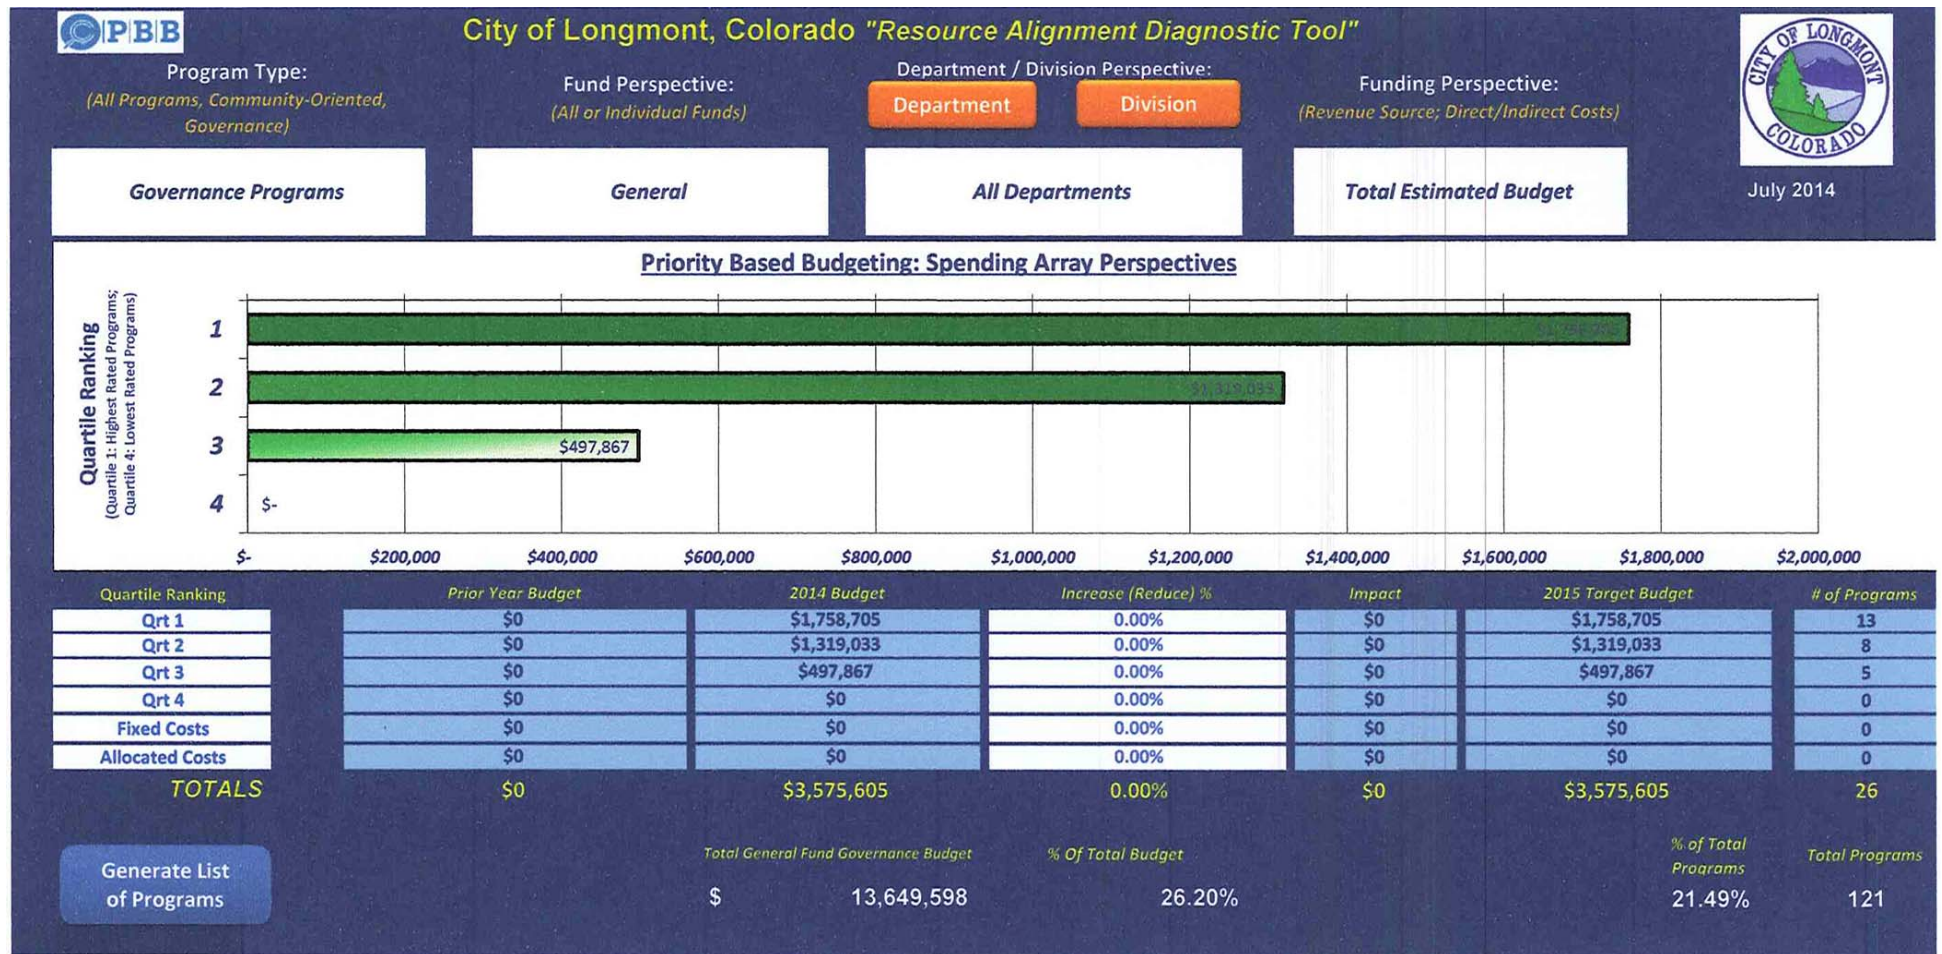 PBB
City of Longmont, Colorado "Resource Alignment Diagnostic Tool"
CITY OF LONGMONT
COLORADO
July 2014
Program Type:
(All Programs, Community-Oriented,
Governance)
Fund Perspective:
(All or Individual Funds)
Department / Division Perspective:
Department Division
Funding Perspective:
(Revenue Source; Direct/Indirect Costs)
Governance Programs General All Departments Total Estimated Budget
Priority Based Budgeting: Spending Array Perspectives
Quartile Ranking
(Quartile 1: Highest Rated Programs;
Quartile 4: Lowest Rated Programs)
1 $1,758,705
2 $1,319,033
3 $497,867
4 $-
$- $200,000 $400,000 $600,000 $800,000 $1,000,000 $1,200,000 $1,400,000 $1,600,000 $1,800,000 $2,000,000
Quartile Ranking Prior Year Budget 2014 Budget Increase (Reduce) % Impact 2015 Target Budget # of Programs
Qrt 1 $0 $1,758,705 0.00% $0 $1,758,705 13
Qrt 2 $0 $1,319,033 0.00% $0 $1,319,033 8
Qrt 3 $0 $497,867 0.00% $0 $497,867 5
Qrt 4 $0 $0 0.00% $0 $0 0
Fixed Costs $0 $0 0.00% $0 $0 0
Allocated Costs $0 $0 0.00% $0 $0 0
TOTALS $0 $3,575,605 0.00% $0 $3,575,605 26
Generate List
of Programs
Total General Fund Governance Budget % Of Total Budget
$ 13,649,598 26.20%
% of Total
Programs
21.49%
Total Programs
121